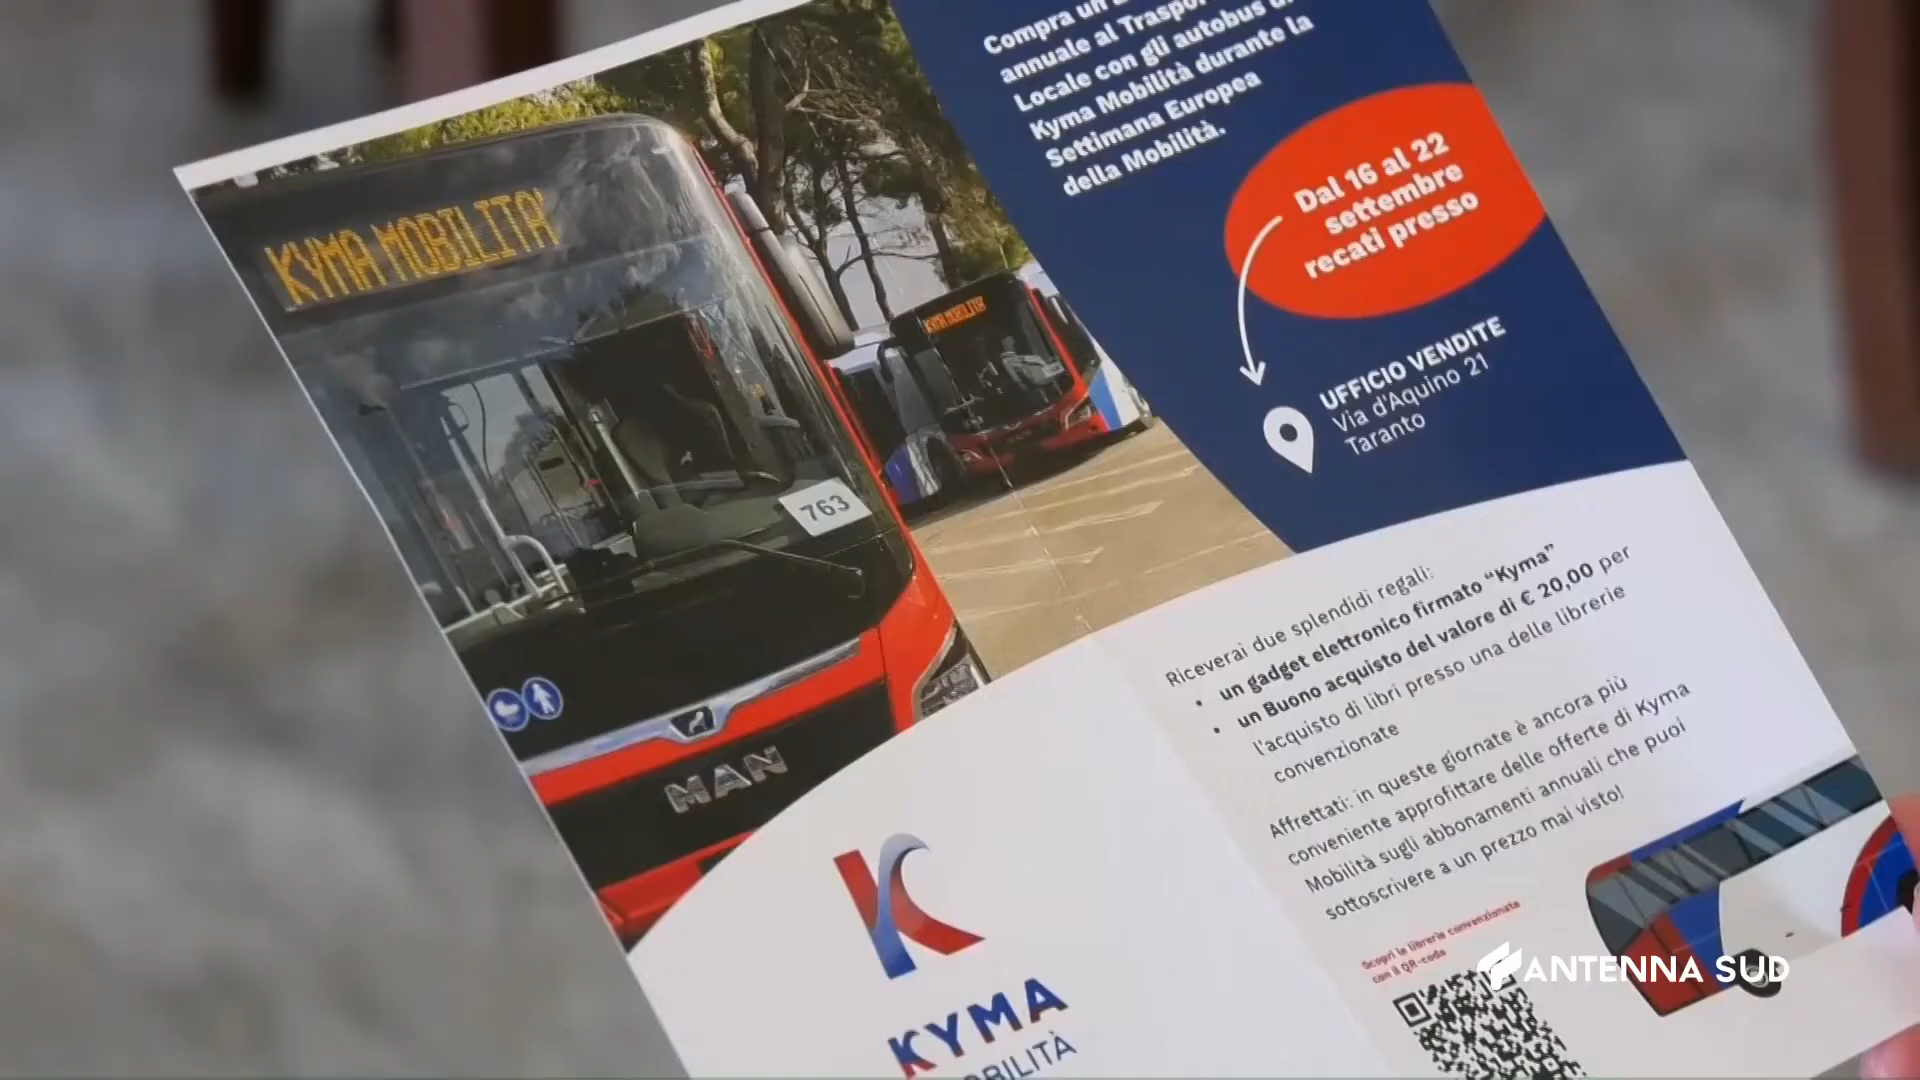 Compra un
annuale al
Locale con gli autobus
Kyma Mobilità durante la
Settimana Europea
della Mobilità.
Dal 16 al 22
settembre
recati presso
UFFICIO VENDITE
Via d'Aquino 21
Taranto
KYMA MOBILITA'
KYMA MOBILITA'
763
MAN
Riceverai due splendidi regali:
• un gadget elettronico firmato “Kyma”
• un Buono acquisto del valore di € 20,00 per
l'acquisto di libri presso una delle librerie
convenzionate
Affrettati: in queste giornate è ancora più
conveniente approfittare delle offerte di Kyma
Mobilità sugli abbonamenti annuali che puoi
sottoscrivere a un prezzo mai visto!
Scopri le librerie convenzionate
con il QR-code
K
KYMA
OBILITÀ
ANTENNA SUD